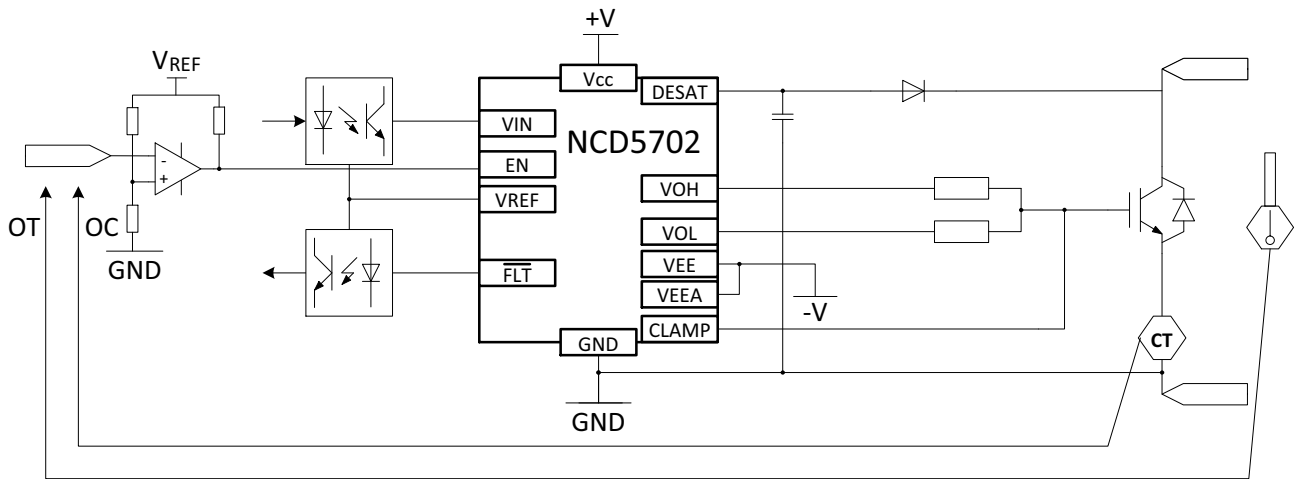 +V
VREF
Vcc
DESAT
VIN
NCD5702
EN
-
+
VREF
VOH
OT
OC
VOL
GND
VEE
FLT
VEEA
-V
CLAMP
GND
CT
GND